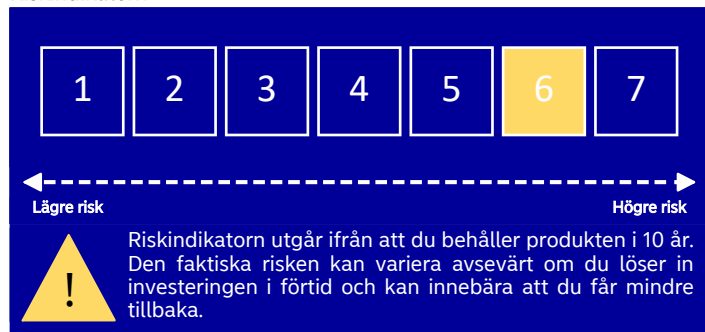 1 2 3 4 5 6 7
Lägre risk Högre risk
Riskindikatorn utgår ifrån att du behåller produkten i 10 år.
Den faktiska risken kan variera avsevärt om du löser in
investeringen i förtid och kan innebära att du får mindre
tillbaka.
!